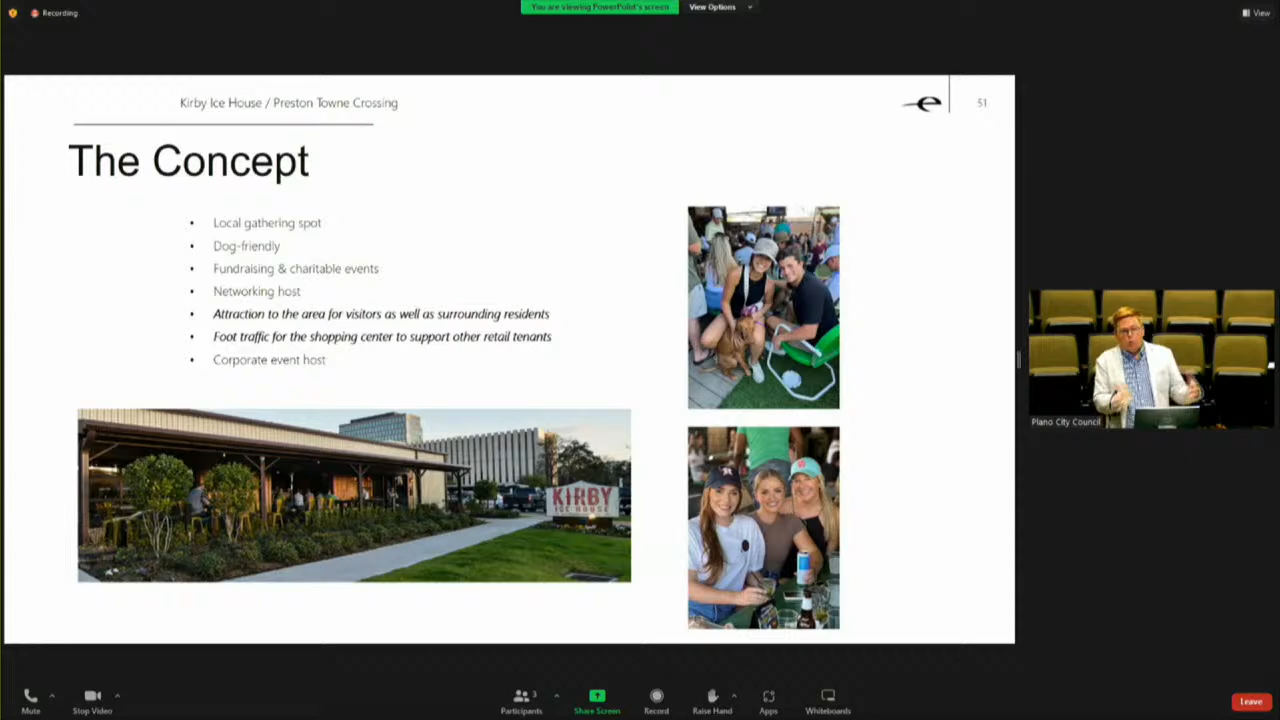 Recording
You are viewing PowerPoint's screen
View Options
View
Kirby Ice House / Preston Towne Crossing
51
The Concept
• Local gathering spot
• Dog-friendly
• Fundraising & charitable events
• Networking host
• Attraction to the area for visitors as well as surrounding residents
• Foot traffic for the shopping center to support other retail tenants
• Corporate event host
KIRBY
ICE HOUSE
Plano City Council
Mute
Stop Video
Participants
3
Share Screen
Record
Raise Hand
Apps
Whiteboards
Leave